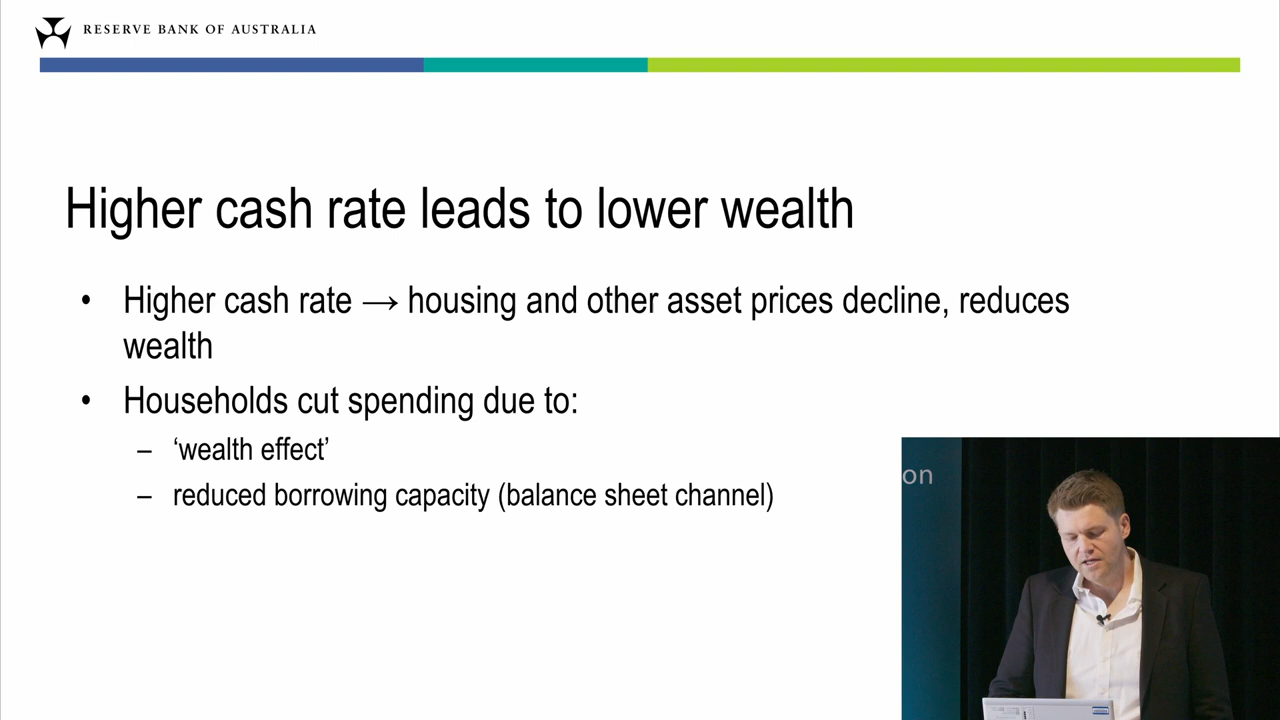 RESERVE BANK OF AUSTRALIA
Higher cash rate leads to lower wealth
• Higher cash rate → housing and other asset prices decline, reduces
wealth
• Households cut spending due to:
– ‘wealth effect’
– reduced borrowing capacity (balance sheet channel)
on